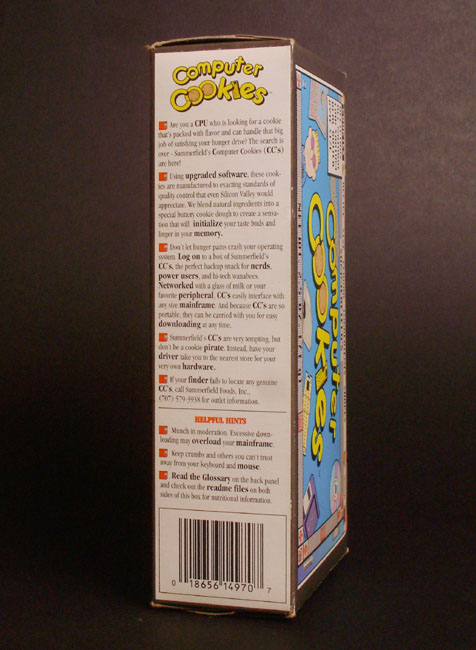 Computer
Cookies
Are you a CPU who is looking for a cookie
that's packed with flavor and can handle that big
job of satisfying your hunger drive? The search is
over - Summerfield's Computer Cookies (CC's)
are here!
Using upgraded software, these cook-
ies are manufactured to exacting standards of
quality control that even Silicon Valley would
appreciate. We blend natural ingredients into a
special buttery cookie dough to create a sensa-
tion that will initialize your taste buds and
linger in your memory.
Don't let hunger pains crash your operating
system. Log on to a box of Summerfield's
CC's, the perfect backup snack for nerds,
power users, and hi-tech wanabees.
Networked with a glass of milk or your
favorite peripheral, CC's easily interface with
any size mainframe. And because CC's are so
portable, they can be carried with you for easy
downloading at any time.
Summerfield's CC's are very tempting, but
don't be a cookie pirate. Instead, have your
driver take you to the nearest store for your
very own hardware.
If your finder fails to locate any genuine
CC's, call Summerfield Foods, Inc.,
(707) 579-3938 for outlet information.
HELPFUL HINTS
Munch in moderation. Excessive down-
loading may overload your mainframe.
Keep crumbs and others you can't trust
away from your keyboard and mouse.
Read the Glossary on the back panel
and check out the readme files on both
sides of this box for nutritional information.
0 18656 14970 7
Computer
Cookies